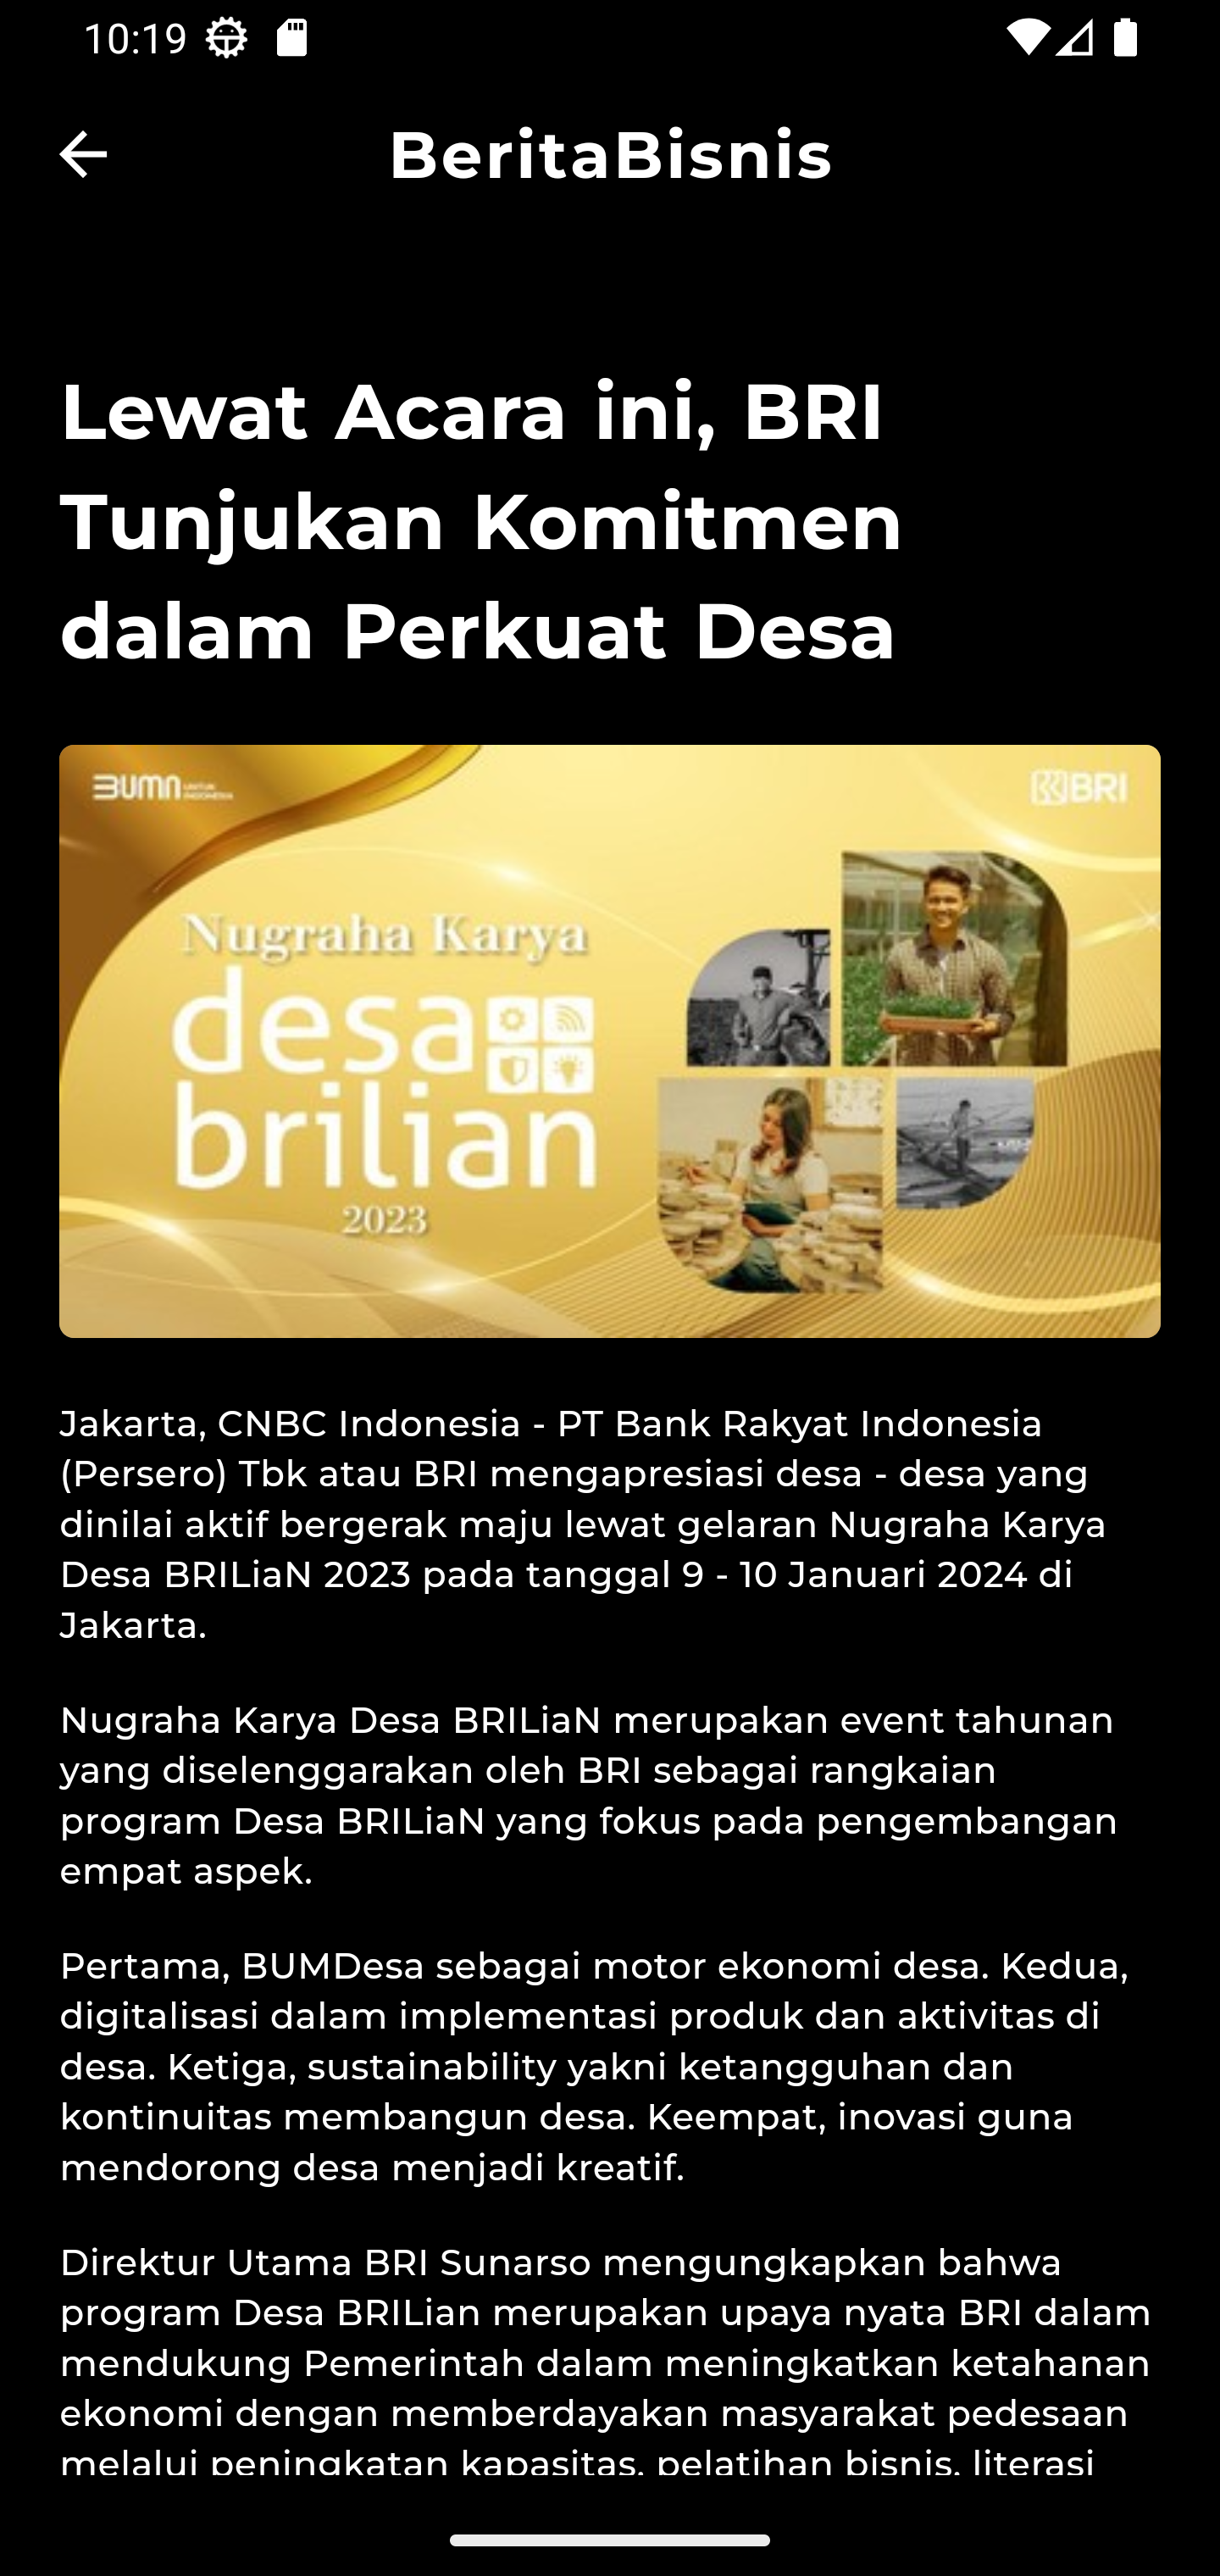 10:19
BeritaBisnis
Lewat Acara ini, BRI
Tunjukan Komitmen
dalam Perkuat Desa
BUMN UNTUK INDONESIA
BRI
Nugraha Karya
desa
brilian
2023
Jakarta, CNBC Indonesia - PT Bank Rakyat Indonesia
(Persero) Tbk atau BRI mengapresiasi desa - desa yang
dinilai aktif bergerak maju lewat gelaran Nugraha Karya
Desa BRILiaN 2023 pada tanggal 9 - 10 Januari 2024 di
Jakarta.
Nugraha Karya Desa BRILiaN merupakan event tahunan
yang diselenggarakan oleh BRI sebagai rangkaian
program Desa BRILiaN yang fokus pada pengembangan
empat aspek.
Pertama, BUMDesa sebagai motor ekonomi desa. Kedua,
digitalisasi dalam implementasi produk dan aktivitas di
desa. Ketiga, sustainability yakni ketangguhan dan
kontinuitas membangun desa. Keempat, inovasi guna
mendorong desa menjadi kreatif.
Direktur Utama BRI Sunarso mengungkapkan bahwa
program Desa BRILian merupakan upaya nyata BRI dalam
mendukung Pemerintah dalam meningkatkan ketahanan
ekonomi dengan memberdayakan masyarakat pedesaan
melalui peningkatan kapasitas, pelatihan bisnis, literasi